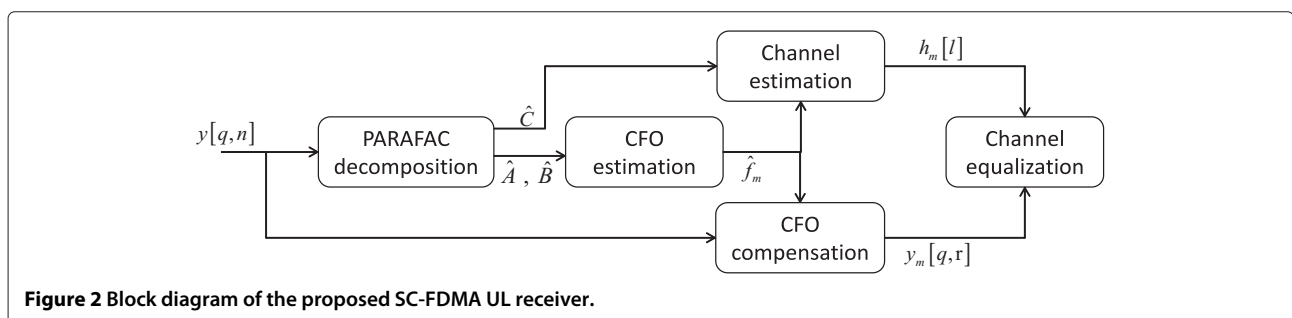 Channel
estimation
h_m[l]
y[q,n]
PARAFAC
decomposition
Ĉ
Â , B̂
CFO
estimation
f̂_m
Channel
equalization
CFO
compensation
y_m[q,r]
Figure 2 Block diagram of the proposed SC-FDMA UL receiver.